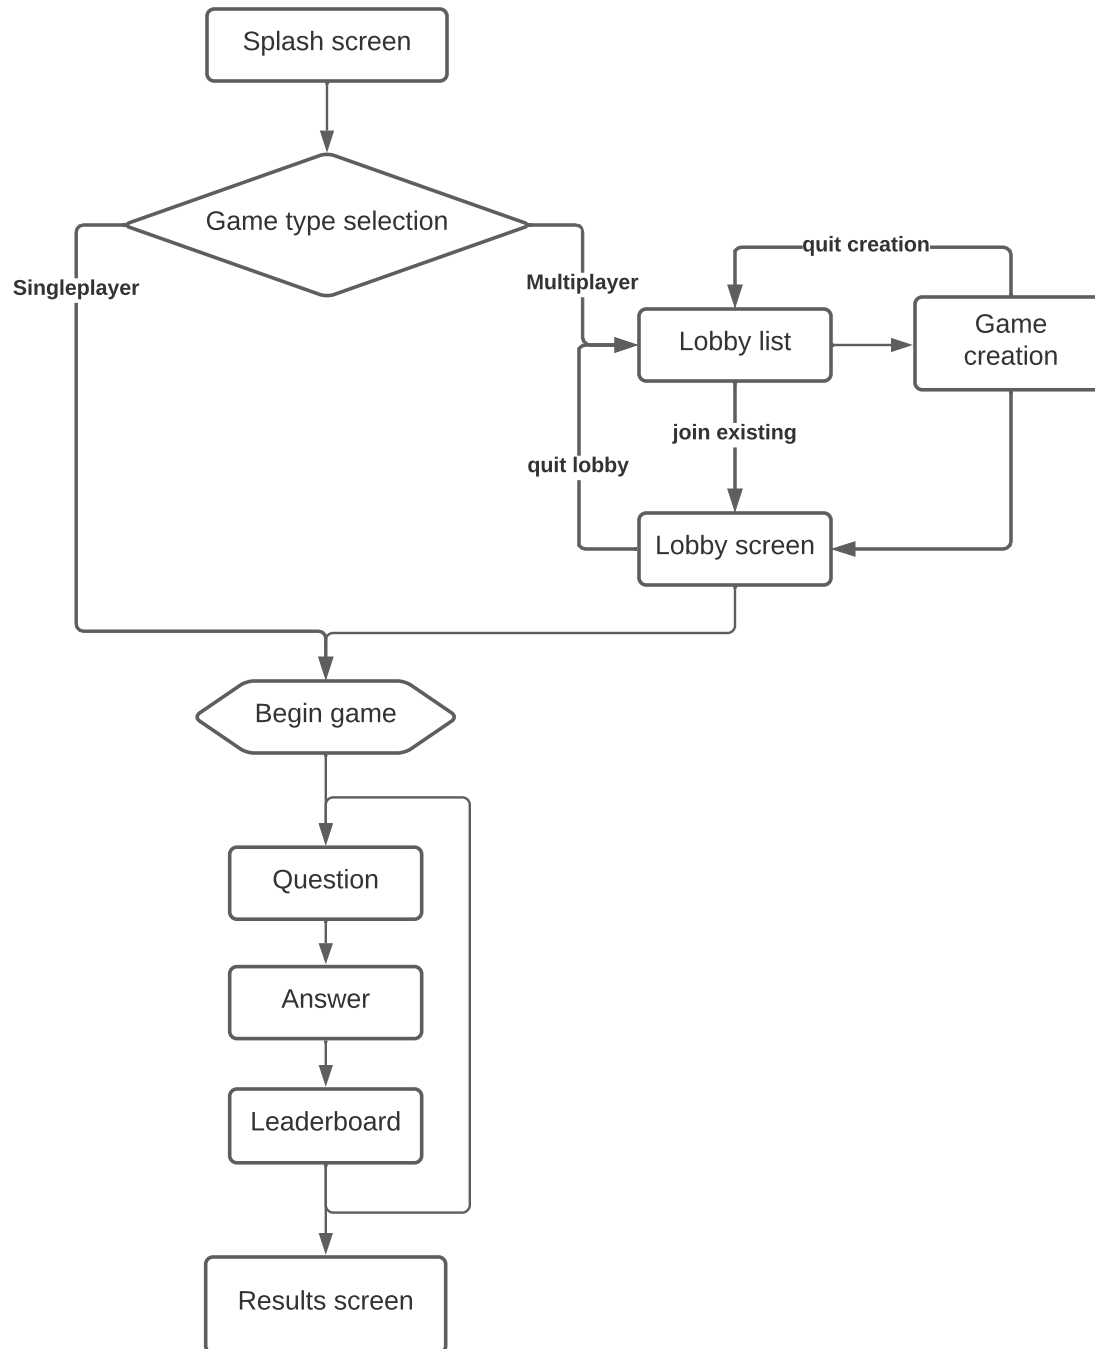 Splash screen
Game type selection
Singleplayer
Multiplayer
quit creation
Lobby list
Game
creation
join existing
quit lobby
Lobby screen
Begin game
Question
Answer
Leaderboard
Results screen